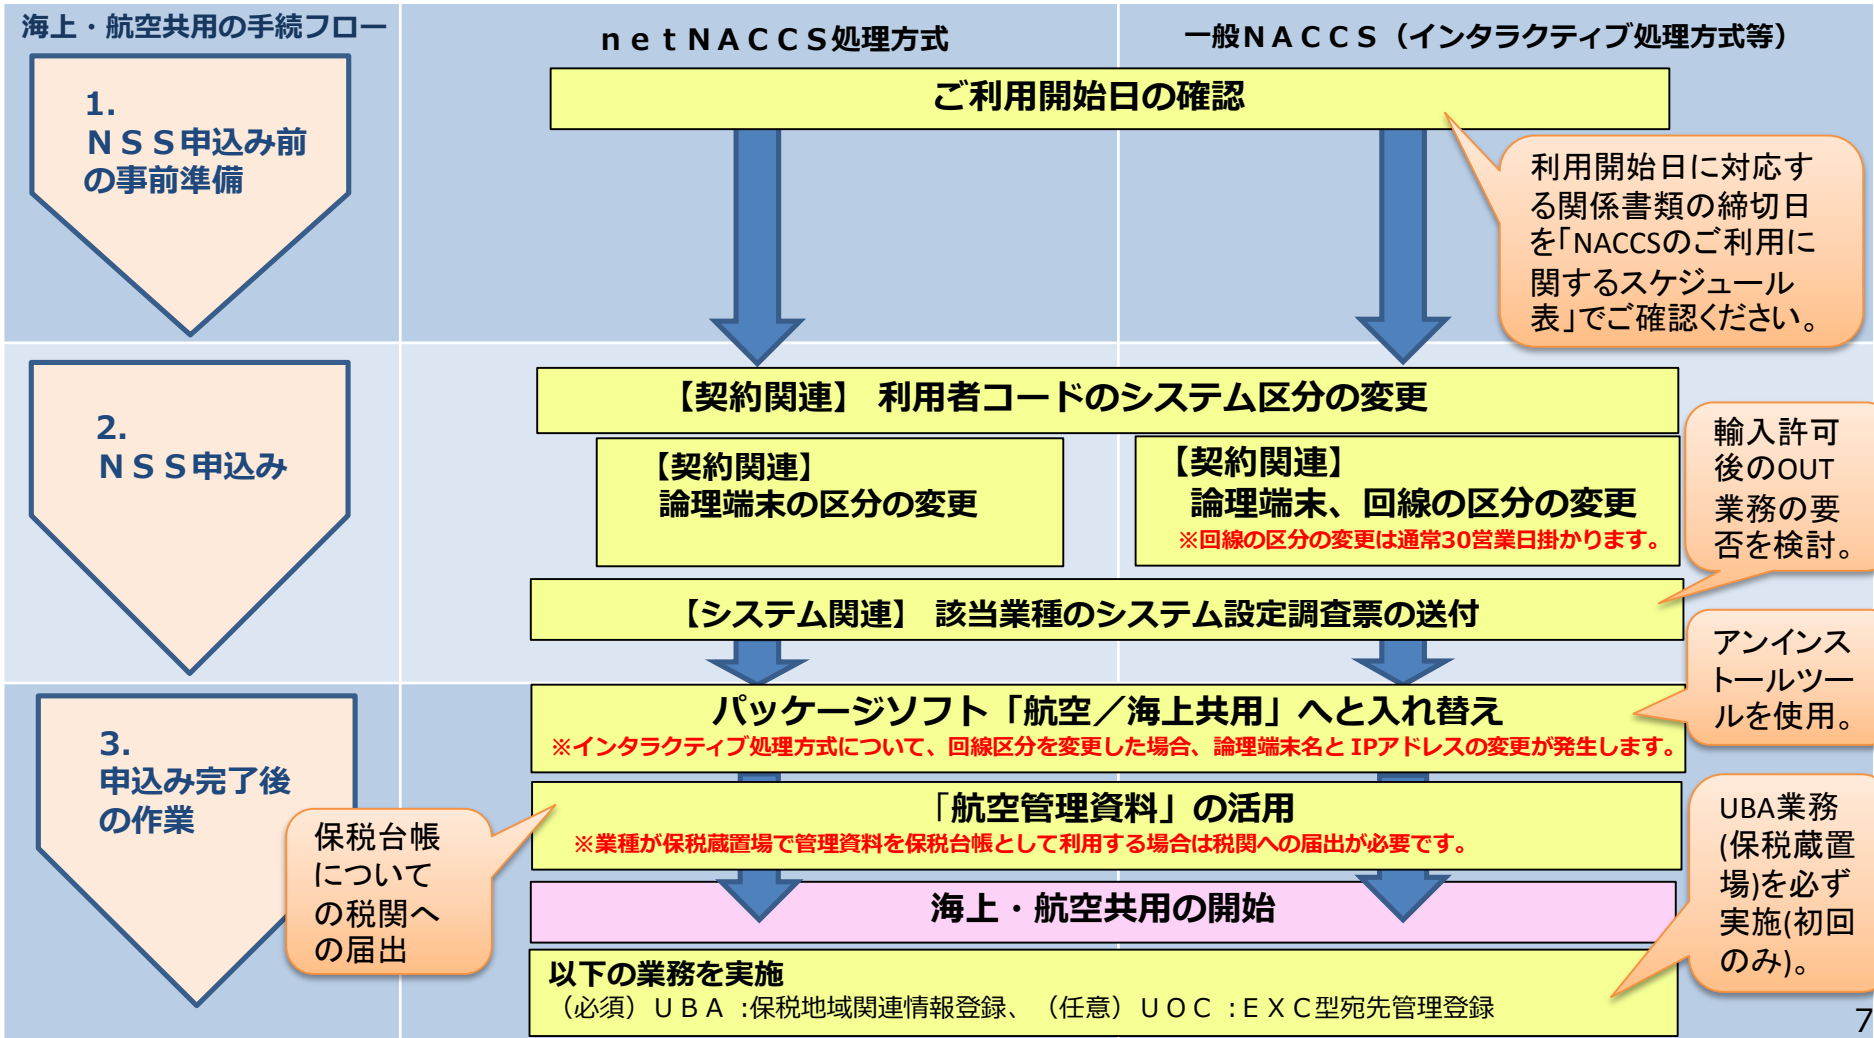 海上・航空共用の手続フロー
ｎｅｔＮＡＣＣＳ処理方式
一般ＮＡＣＣＳ（インタラクティブ処理方式等）
1.
ＮＳＳ申込み前
の事前準備
ご利用開始日の確認
利用開始日に対応す
る関係書類の締切日
を「NACCSのご利用に
関するスケジュール
表」でご確認ください。
2.
ＮＳＳ申込み
【契約関連】 利用者コードのシステム区分の変更
【契約関連】
論理端末の区分の変更
【契約関連】
論理端末、回線の区分の変更
※回線の区分の変更は通常30営業日掛かります。
輸入許可
後のOUT
業務の要
否を検討。
【システム関連】 該当業種のシステム設定調査票の送付
3.
申込み完了後
の作業
パッケージソフト「航空／海上共用」へと入れ替え
※インタラクティブ処理方式について、回線区分を変更した場合、論理端末名と IPアドレスの変更が発生します。
アンインス
トールツー
ルを使用。
「航空管理資料」の活用
※業種が保税蔵置場で管理資料を保税台帳として利用する場合は税関への届出が必要です。
保税台帳
について
の税関へ
の届出
海上・航空共用の開始
以下の業務を実施
（必須）ＵＢＡ :保税地域関連情報登録、（任意）ＵＯＣ :ＥＸＣ型宛先管理登録
UBA業務
(保税蔵置
場)を必ず
実施(初回
のみ)。
7